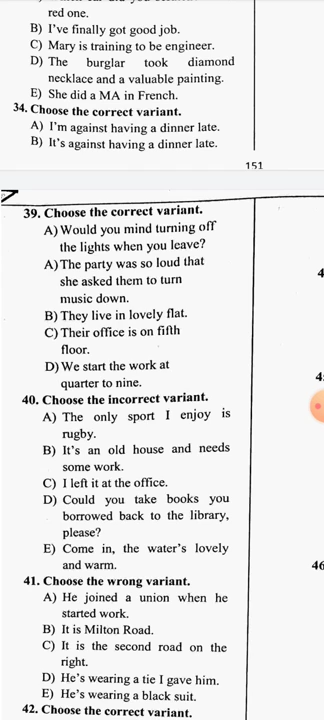 red one.
B) I've finally got good job.
C) Mary is training to be engineer.
D) The burglar took diamond
necklace and a valuable painting.
E) She did a MA in French.
34. Choose the correct variant.
A) I'm against having a dinner late.
B) It's against having a dinner late.
151
39. Choose the correct variant.
A) Would you mind turning off
the lights when you leave?
A) The party was so loud that
she asked them to turn
music down.
B) They live in lovely flat.
C) Their office is on fifth
floor.
D) We start the work at
quarter to nine.
40. Choose the incorrect variant.
A) The only sport I enjoy is
rugby.
B) It's an old house and needs
some work.
C) I left it at the office.
D) Could you take books you
borrowed back to the library,
please?
E) Come in, the water's lovely
and warm.
41. Choose the wrong variant.
A) He joined a union when he
started work.
B) It is Milton Road.
C) It is the second road on the
right.
D) He's wearing a tie I gave him.
E) He's wearing a black suit.
42. Choose the correct variant.
46